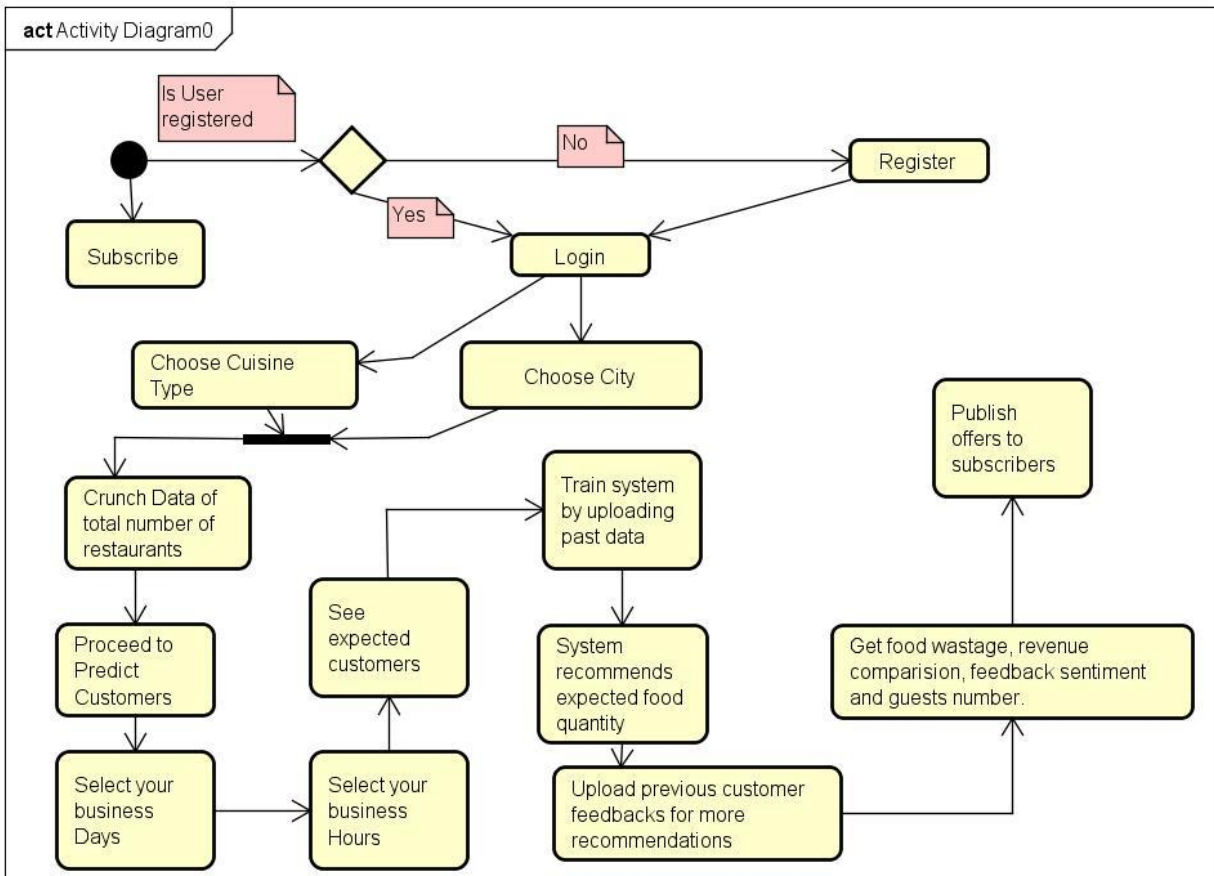 act Activity Diagram0
Is User
registered
No
Register
Yes
Subscribe
Login
Choose Cuisine
Type
Choose City
Publish
offers to
subscribers
Crunch Data of
total number of
restaurants
Train system
by uploading
past data
See
expected
customers
Proceed to
Predict
Customers
System
recommends
expected food
quantity
Get food wastage, revenue
comparision, feedback sentiment
and guests number.
Select your
business
Days
Select your
business
Hours
Upload previous customer
feedbacks for more
recommendations